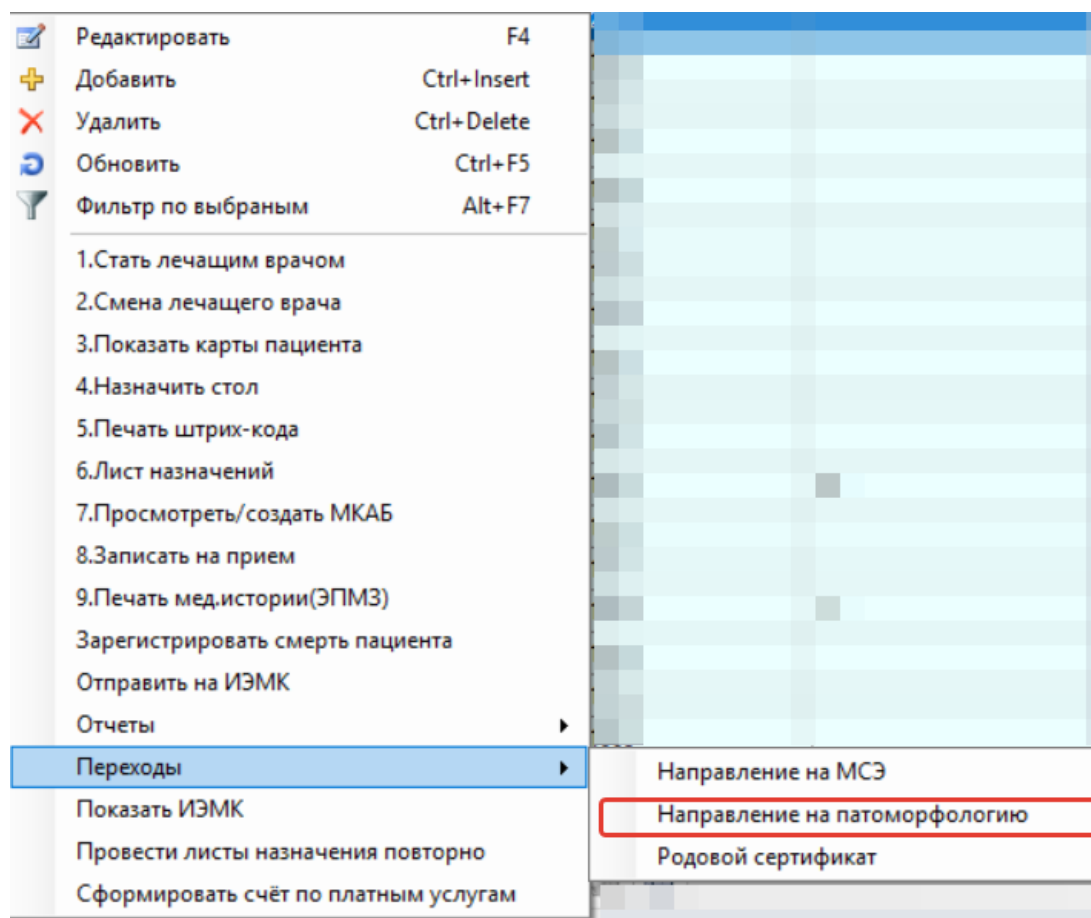 Редактировать F4
Добавить Ctrl+Insert
Удалить Ctrl+Delete
Обновить Ctrl+F5
Фильтр по выбраным Alt+F7
1.Стать лечащим врачом
2.Смена лечащего врача
3.Показать карты пациента
4.Назначить стол
5.Печать штрих-кода
6.Лист назначений
7.Просмотреть/создать МКАБ
8.Записать на прием
9.Печать мед.истории(ЭПМЗ)
Зарегистрировать смерть пациента
Отправить на ИЭМК
Отчеты
Переходы
Направление на МСЭ
Показать ИЭМК
Направление на патоморфологию
Провести листы назначения повторно
Родовой сертификат
Сформировать счёт по платным услугам